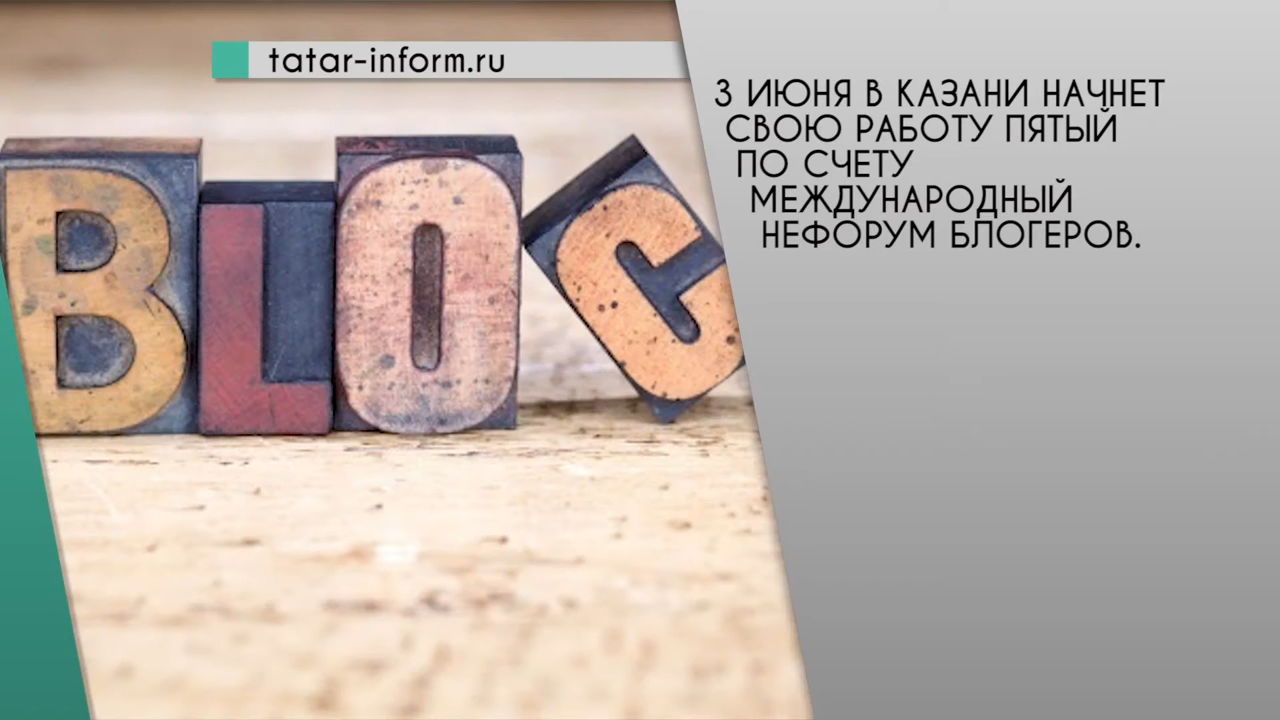 tatar-inform.ru
BLOG
3 ИЮНЯ В КАЗАНИ НАЧНЕТ
СВОЮ РАБОТУ ПЯТЫЙ
ПО СЧЕТУ
МЕЖДУНАРОДНЫЙ
НЕФОРУМ БЛОГЕРОВ.